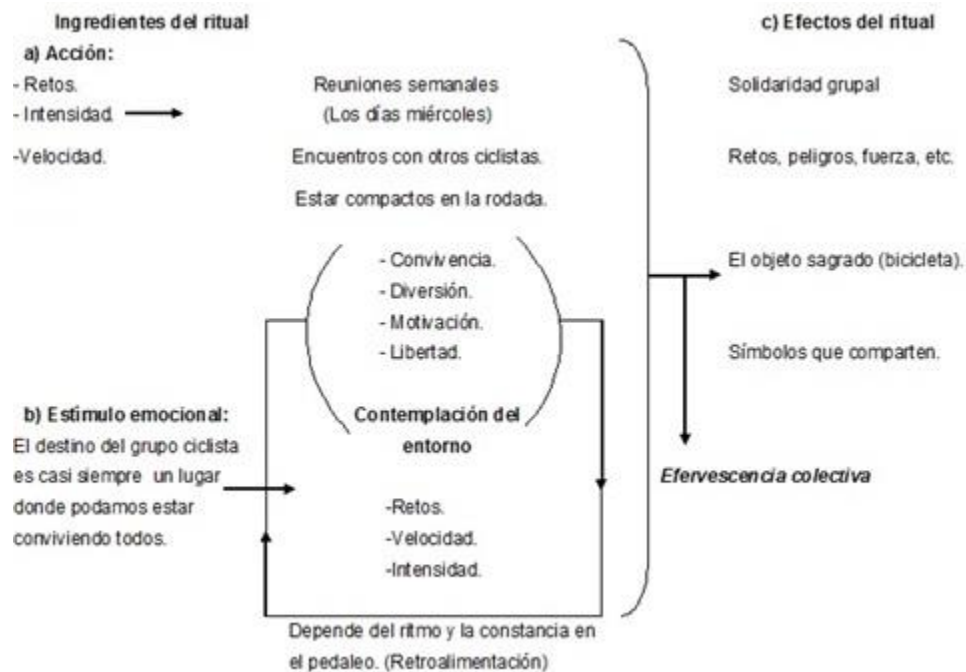 Ingredientes del ritual
a) Acción:
- Retos.
- Intensidad.
-Velocidad.
Reuniones semanales
(Los días miércoles)
Encuentros con otros ciclistas.
Estar compactos en la rodada.
- Convivencia.
- Diversión.
- Motivación.
- Libertad.
b) Estímulo emocional:
El destino del grupo ciclista
es casi siempre un lugar
donde podamos estar
conviviendo todos.
Contemplación del
entorno
-Retos.
-Velocidad.
-Intensidad.
Depende del ritmo y la constancia en
el pedaleo. (Retroalimentación)
c) Efectos del ritual
Solidaridad grupal
Retos, peligros, fuerza, etc.
El objeto sagrado (bicicleta).
Símbolos que comparten.
Efervescencia colectiva